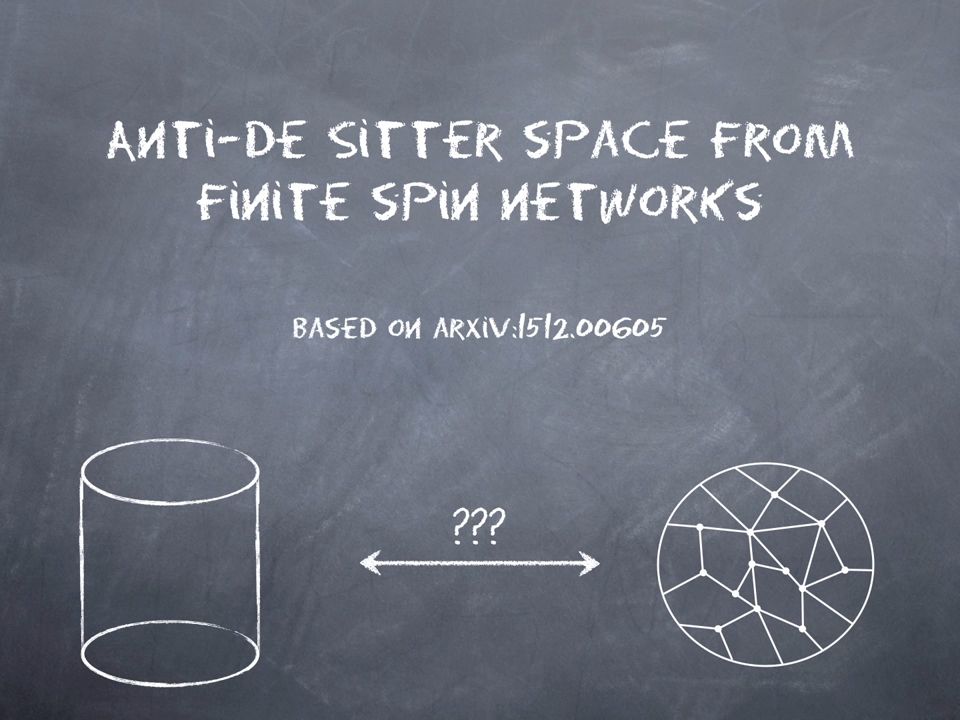 ANTi-DE SiTTER SPACE FROM
FiNiTE SPiN NETWORKS
BASED ON ARXiV:1512.00605
???